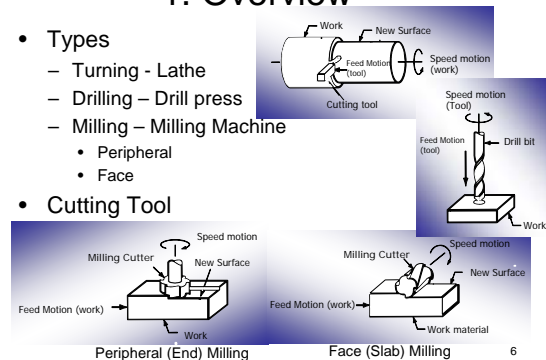 1. Overview
• Types
– Turning - Lathe
– Drilling – Drill press
– Milling – Milling Machine
• Peripheral
• Face
• Cutting Tool
Work
New Surface
Feed Motion
(tool)
Speed motion
(work)
Cutting tool
Speed motion
(Tool)
Feed Motion
(tool)
Drill bit
Work
Speed motion
Milling Cutter
New Surface
Feed Motion (work)
Work
Peripheral (End) Milling
Speed motion
Milling Cutter
New Surface
Feed Motion (work)
Work material
Face (Slab) Milling
6